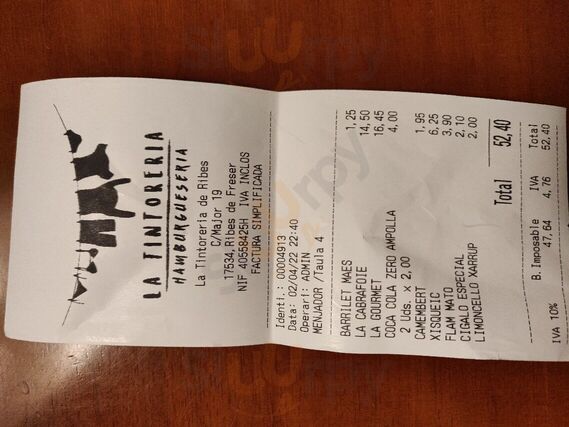 LA TINTORERIA
HAMBURGUESERIA
La Tintoreria de Ribes
C/Major 19
17534,Ribes de Freser
NIF 40558425H IVA INCLOS
FACTURA SIMPLIFICADA
Identi.: 00004913
Data: 02/04/22 22:40
Operari: ADMIN
MENJADOR /Taula 4
BARRILET MAES 1,25
LA CABRAFOIE 14,50
LA GOURMET 16,45
COCA COLA ZERO AMPOLLA 4,00
2 Uds. x 2,00
CAMEMBERT 1,95
XISQUEIC 6,25
FLAM MATO 3,90
CIGALO ESPECIAL 2,10
LIMONCELLO XARRUP 2,00
Total 52,40
B. Imposable IVA Total
IVA 10% 47,64 4,76 52,40